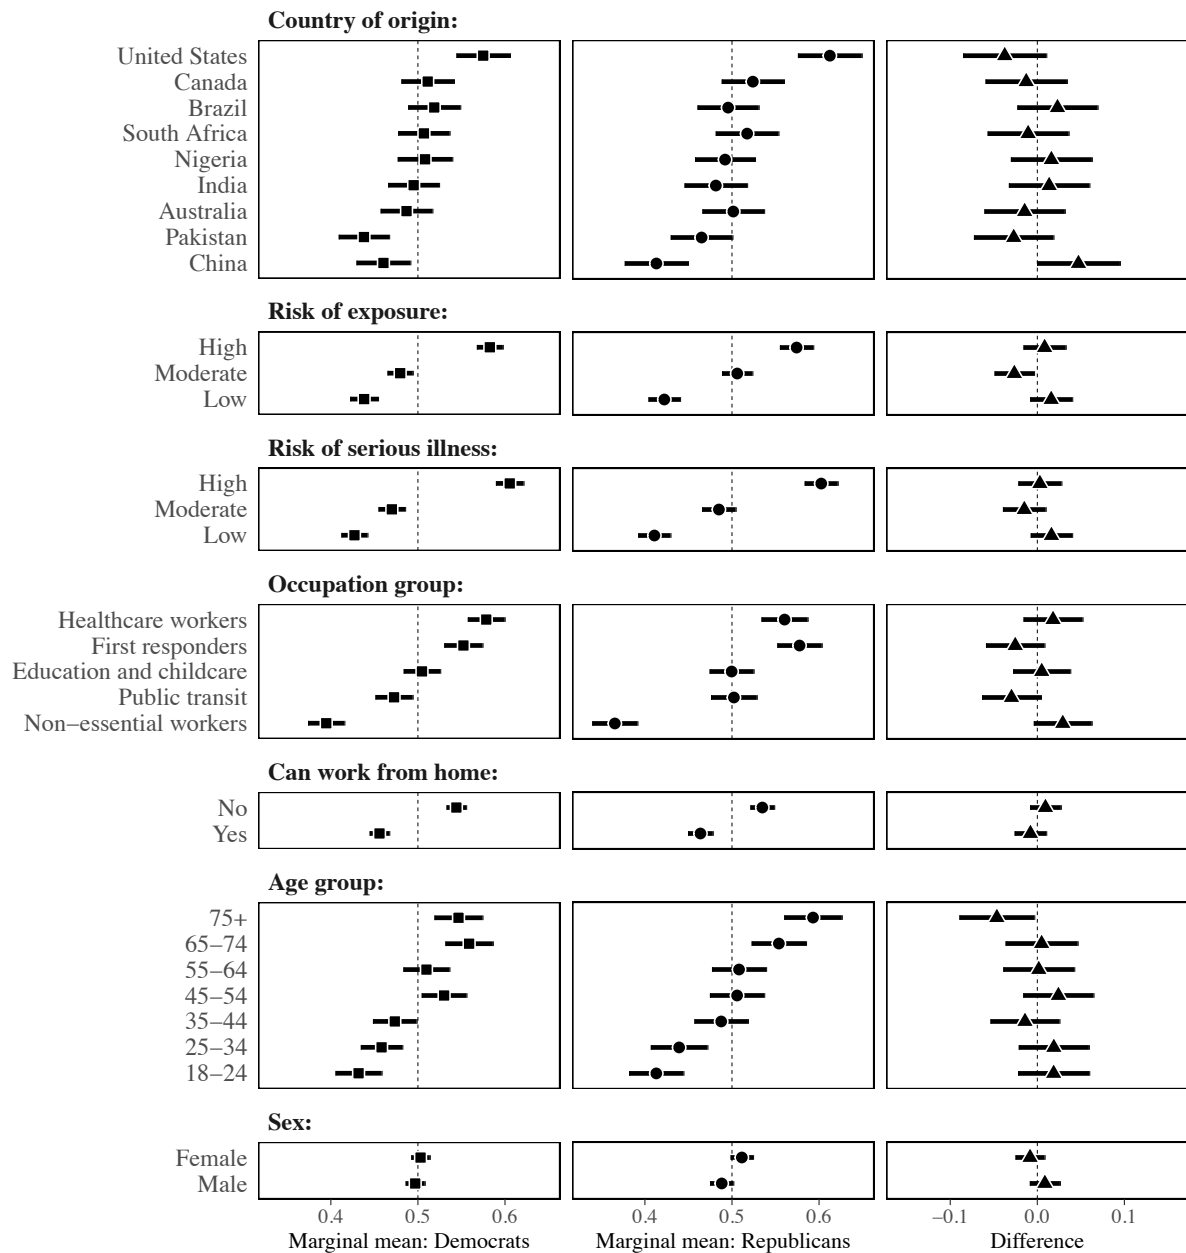 Country of origin:
United States
Canada
Brazil
South Africa
Nigeria
India
Australia
Pakistan
China
Risk of exposure:
High
Moderate
Low
Risk of serious illness:
High
Moderate
Low
Occupation group:
Healthcare workers
First responders
Education and childcare
Public transit
Non−essential workers
Can work from home:
No
Yes
Age group:
75+
65−74
55−64
45−54
35−44
25−34
18−24
Sex:
Female
Male
0.4 0.5 0.6 0.4 0.5 0.6 −0.1 0.0 0.1
Marginal mean: Democrats Marginal mean: Republicans Difference